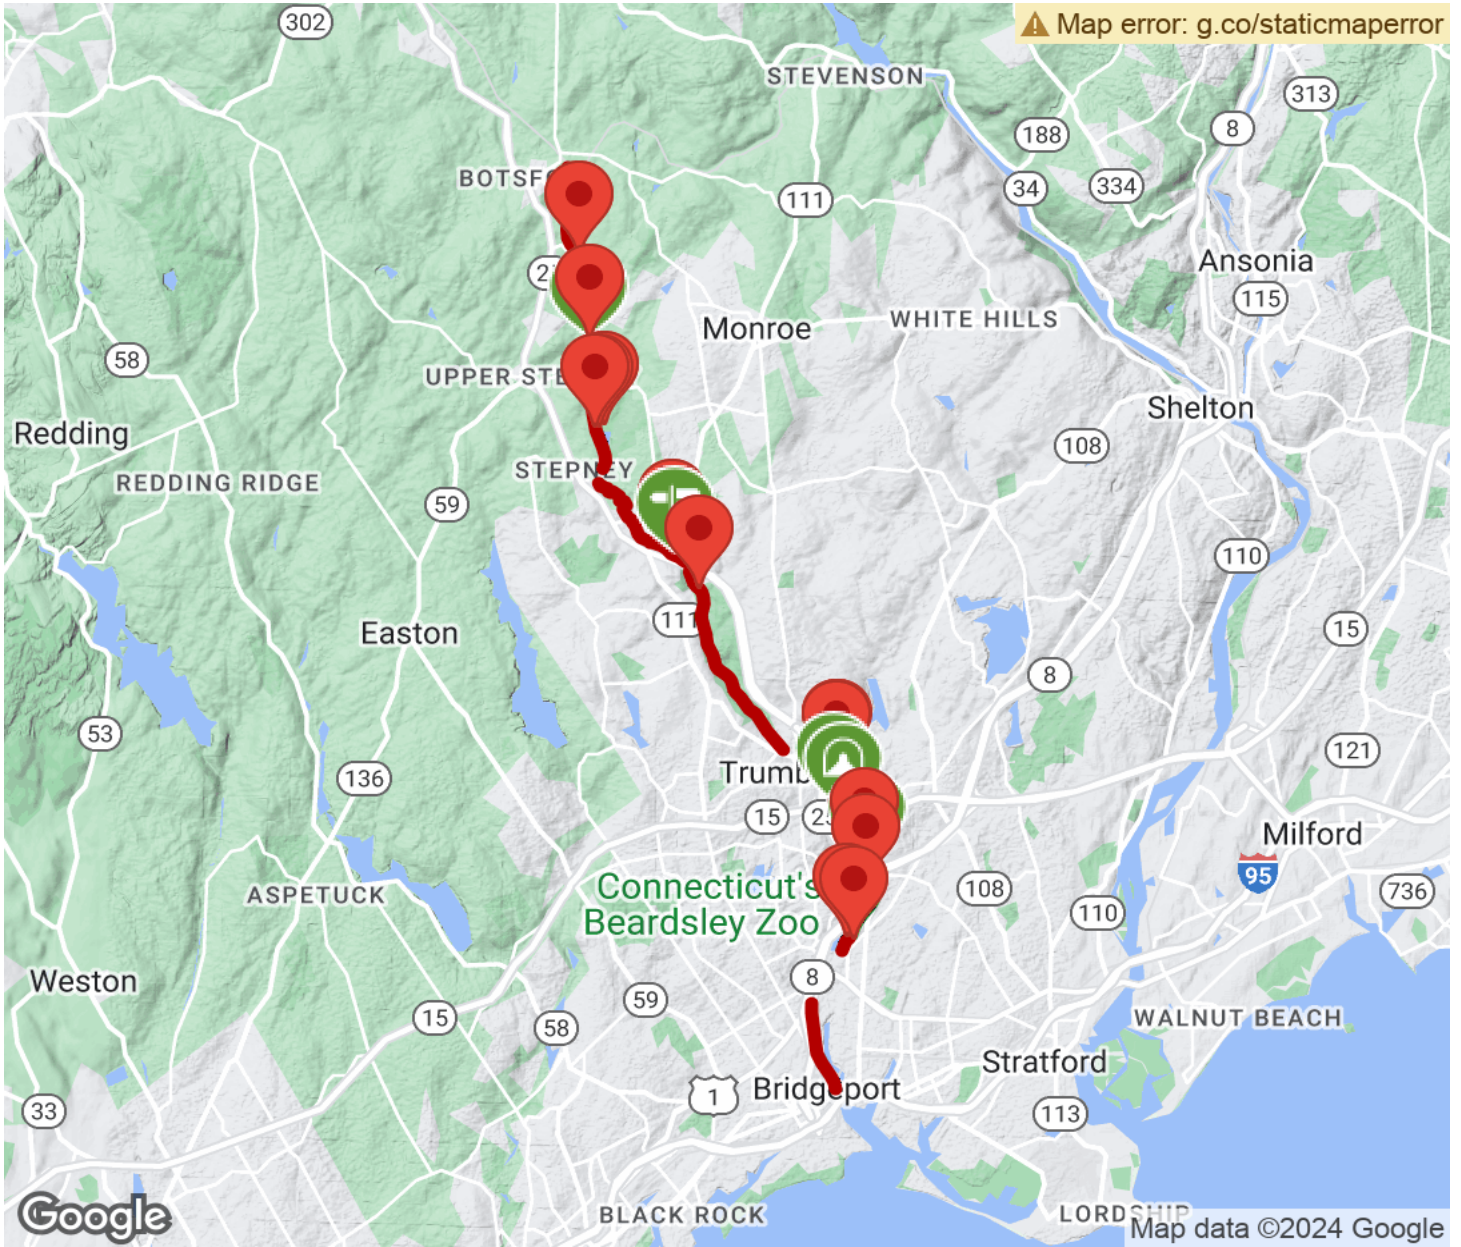 302
Map error: g.co/staticmaperror
STEVENSON
313
8
188
BOTSF
34
334
111
Ansonia
115
2
Monroe
WHITE HILLS
58
UPPER STE
Shelton
Redding
108
STEPNEY
REDDING RIDGE
59
110
111
Easton
15
8
53
121
Trumb
136
15
25
Milford
95
Connecticut's
Beardsley Zoo
ASPETUCK
108
736
110
Weston
8
59
15
58
WALNUT BEACH
Stratford
Bridgeport
1
33
113
BLACK ROCK
LORDSHIP
Google
Map data ©2024 Google